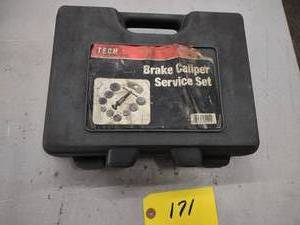 TECH
Brake Caliper
Service Set
171